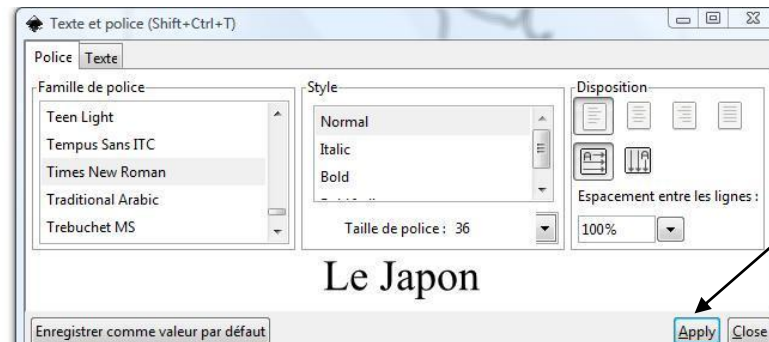 Texte et police (Shift+Ctrl+T)
Police Texte
Famille de police
Teen Light
Tempus Sans ITC
Times New Roman
Traditional Arabic
Trebuchet MS
Style
Normal
Italic
Bold
Taille de police : 36
Disposition
Espacement entre les lignes :
100%
Le Japon
Enregistrer comme valeur par défaut
Apply Close